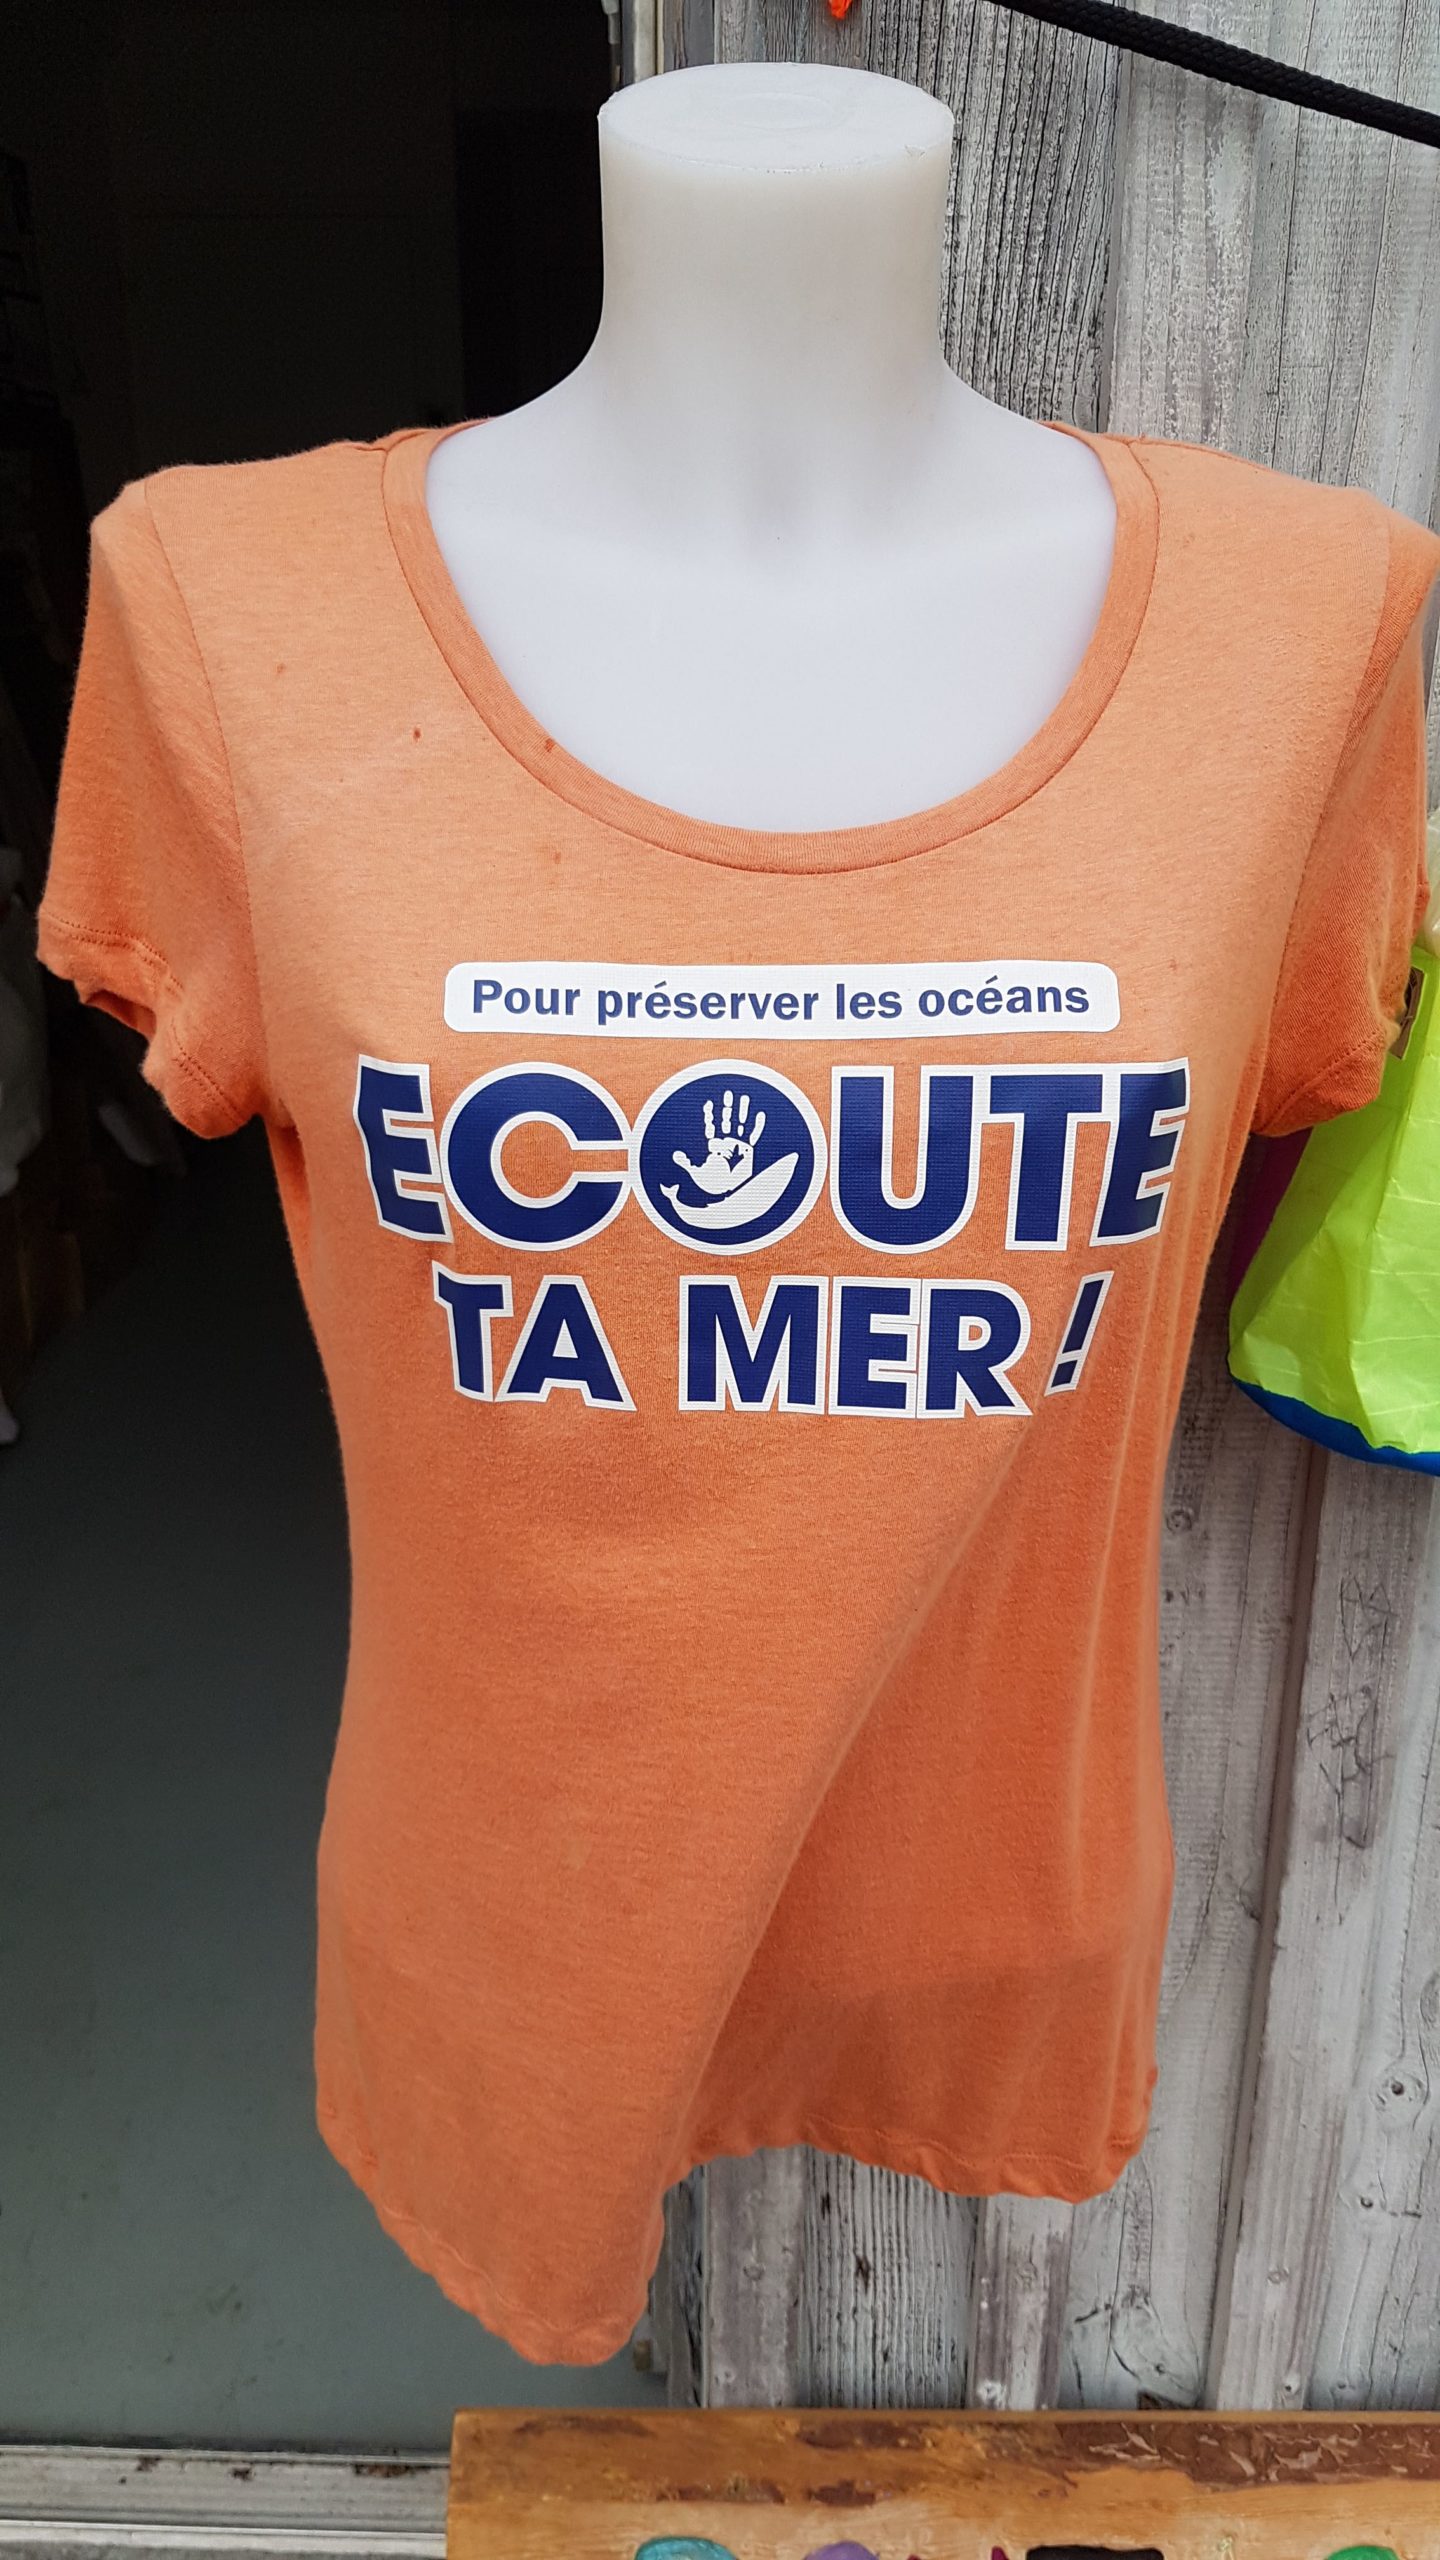 Pour préserver les océans
ECOUTE
TA MER !